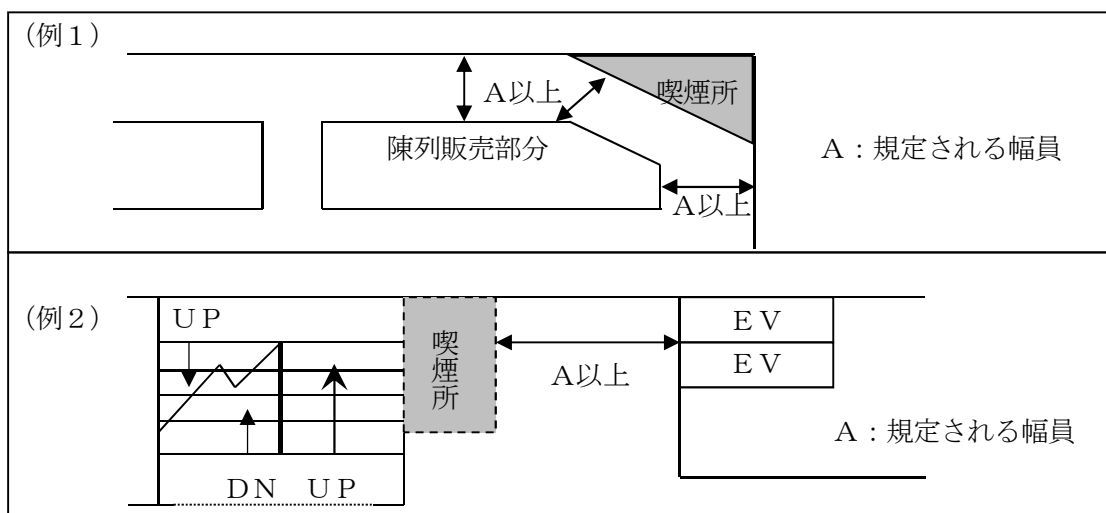 (例1)
A以上
喫煙所
陳列販売部分
A:規定される幅員
A以上
(例2)
UP
喫煙所
A以上
EV
EV
A:規定される幅員
DN UP